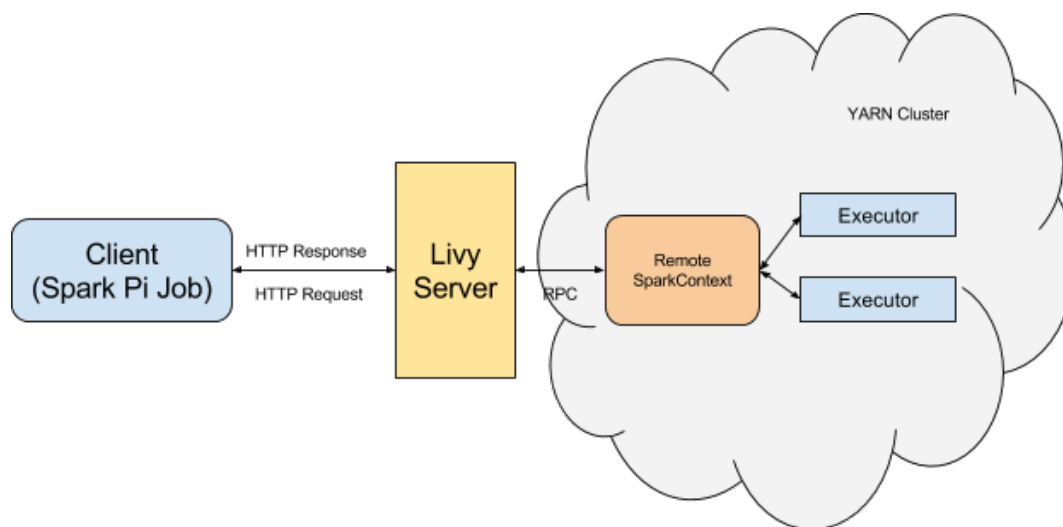 YARN Cluster
Client
(Spark Pi Job)
HTTP Response
HTTP Request
Livy
Server
RPC
Remote
SparkContext
Executor
Executor